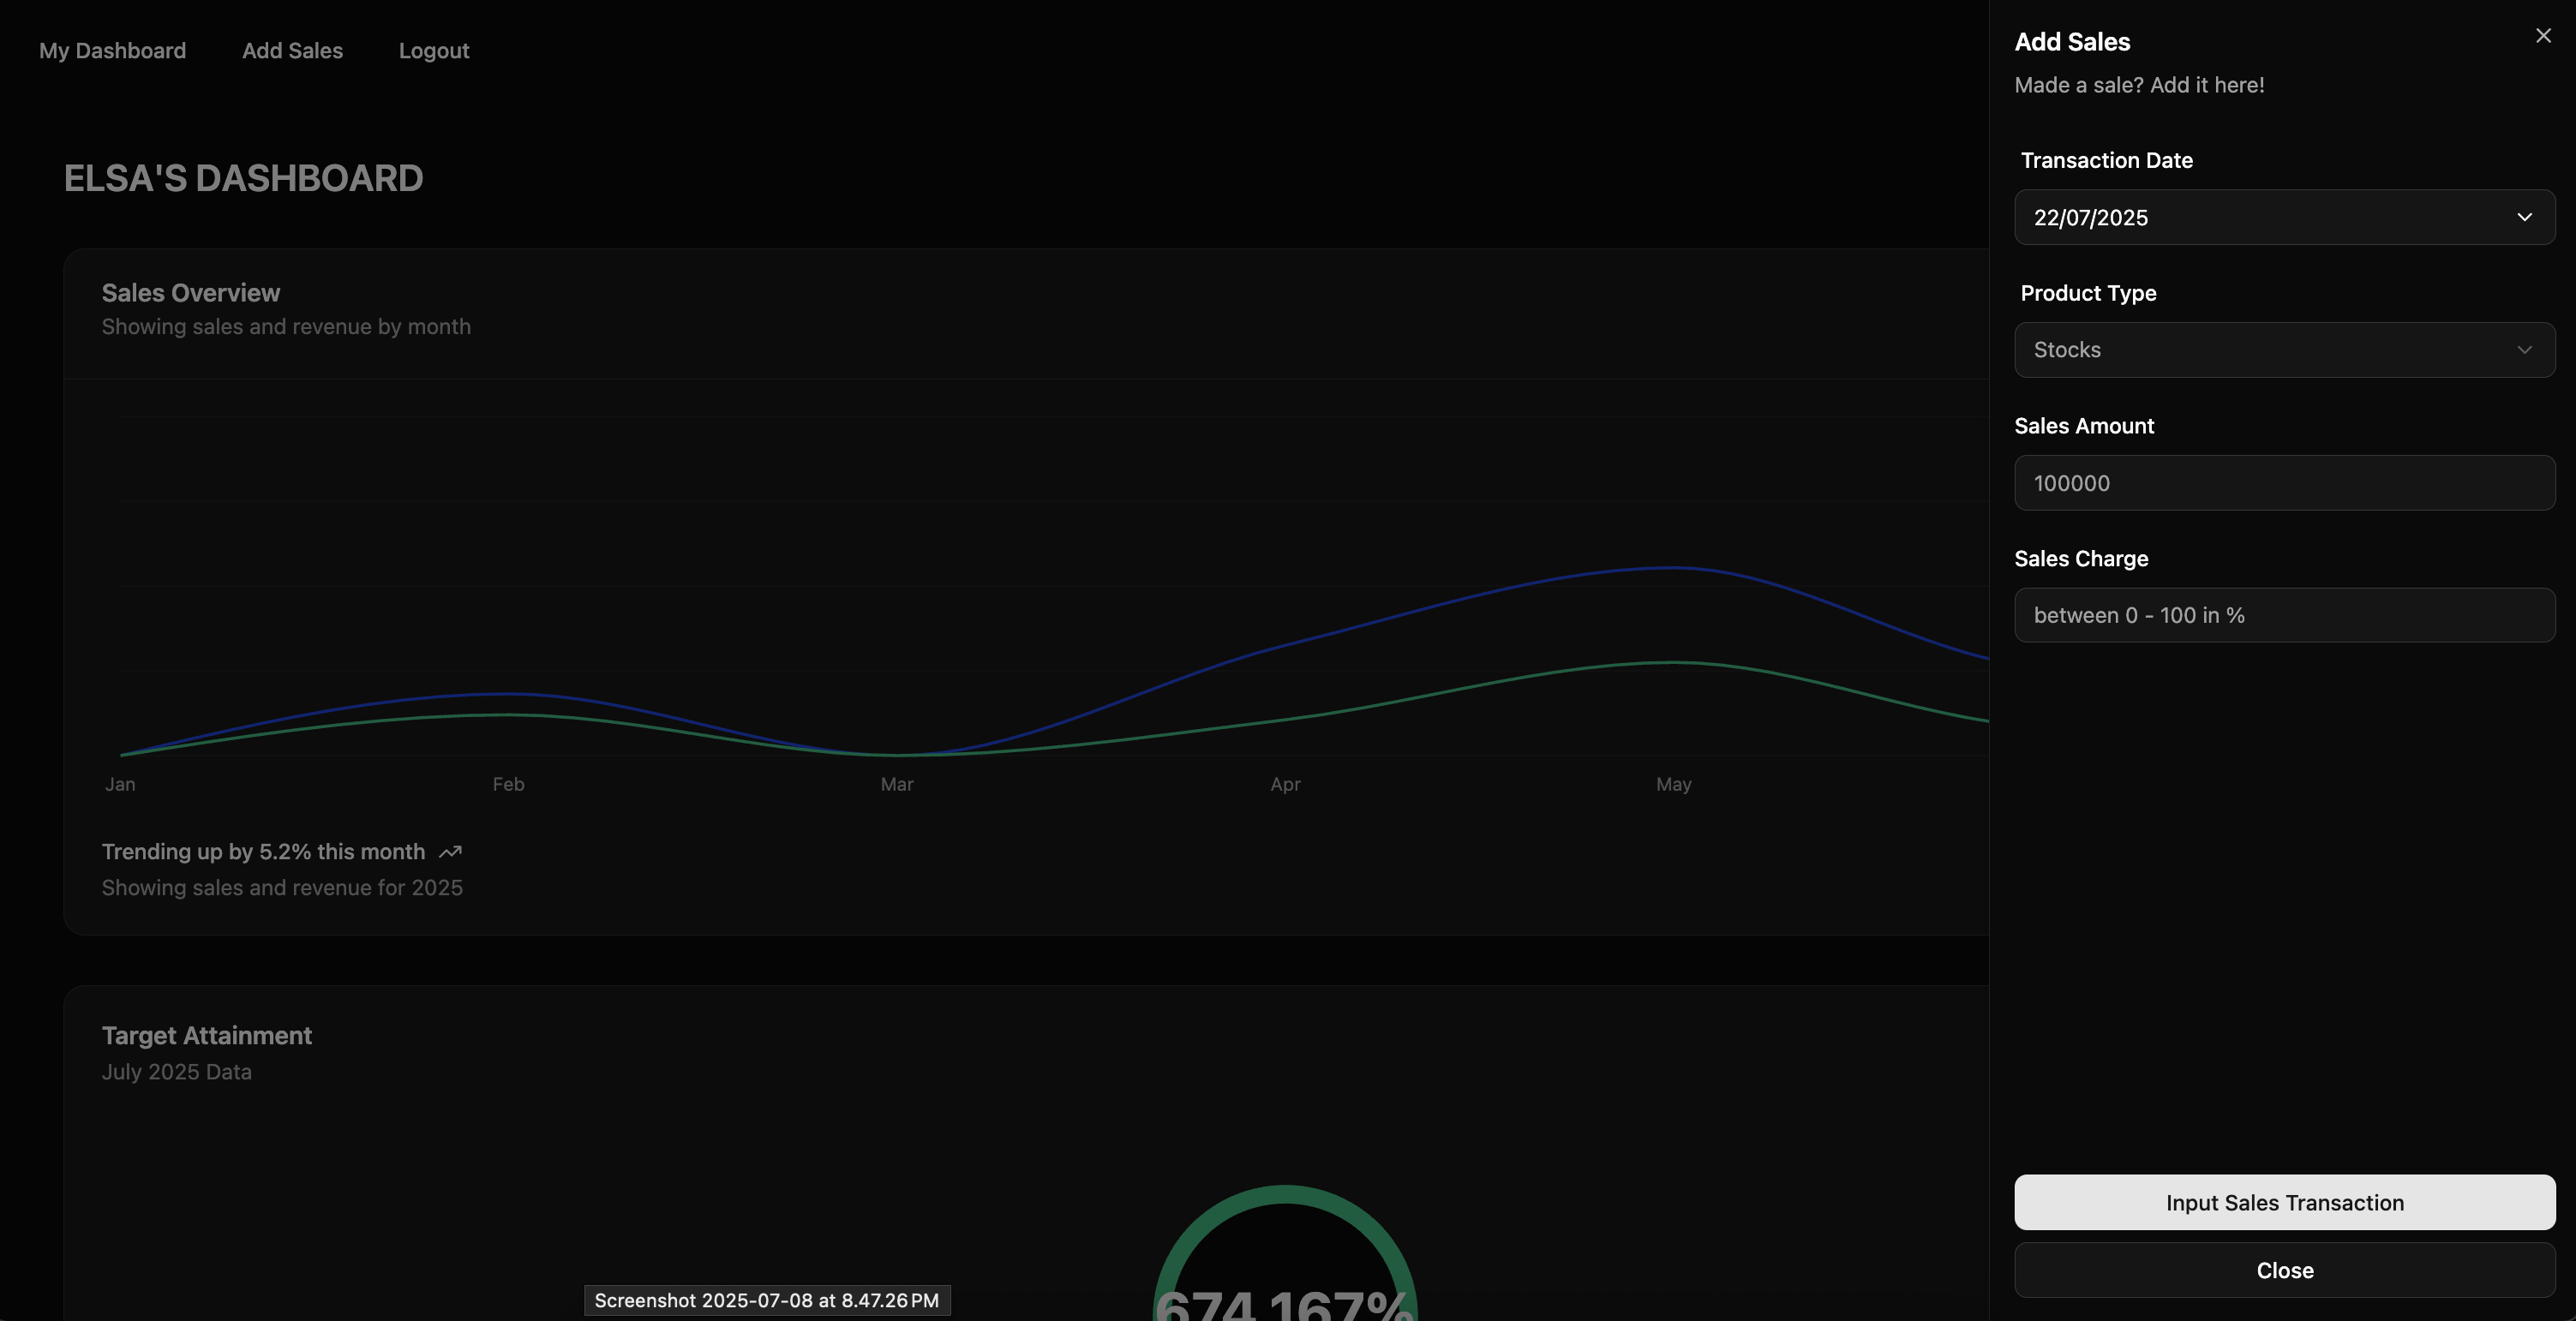 My Dashboard
Add Sales
Logout
ELSA'S DASHBOARD
Sales Overview
Showing sales and revenue by month
Jan
Feb
Mar
Apr
May
Trending up by 5.2% this month
Showing sales and revenue for 2025
Target Attainment
July 2025 Data
674.167%
Screenshot 2025-07-08 at 8.47.26 PM
Add Sales
Made a sale? Add it here!
Transaction Date
22/07/2025
Product Type
Stocks
Sales Amount
100000
Sales Charge
between 0 - 100 in %
Input Sales Transaction
Close